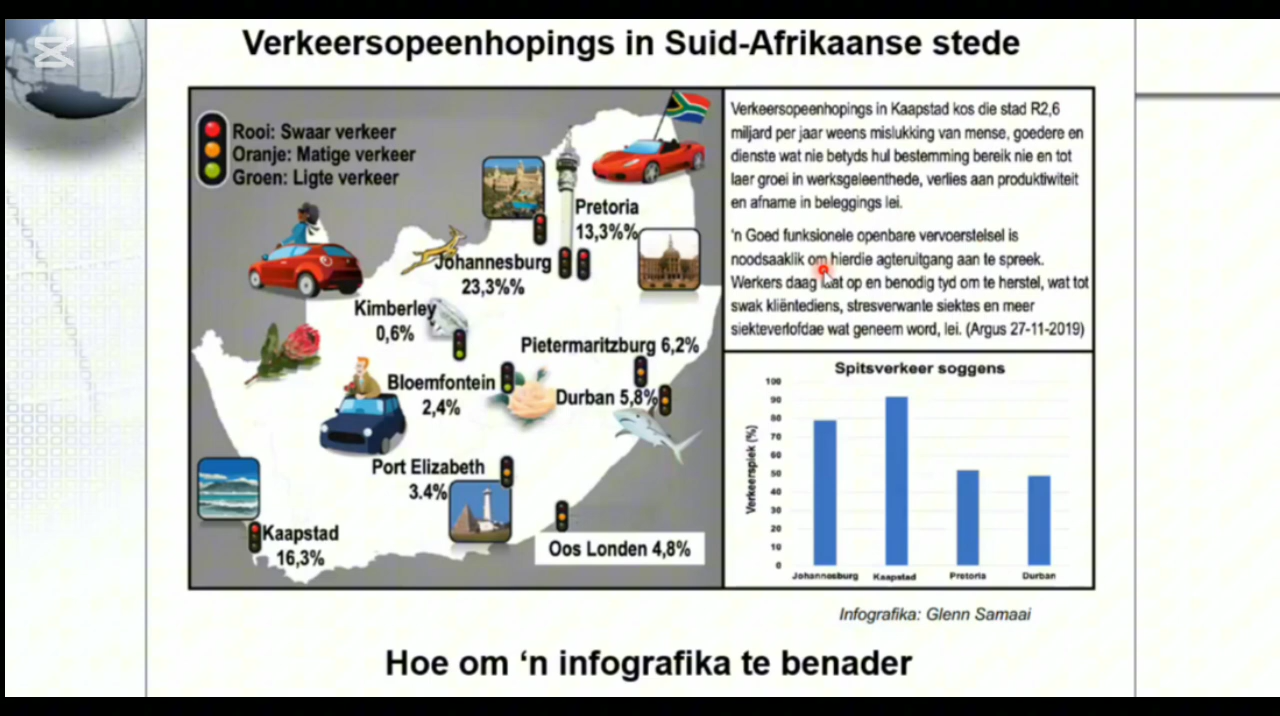 Verkeersopeenhopings in Suid-Afrikaanse stede
Rooi: Swaar verkeer
Oranje: Matige verkeer
Groen: Ligte verkeer
Pretoria
13,3%%
Johannesburg
23,3%%
Kimberley
0,6%
Pietermaritzburg 6,2%
Bloemfontein
2,4%
Durban 5,8%
Port Elizabeth
3.4%
Kaapstad
16,3%
Oos Londen 4,8%
Verkeersopeenhopings in Kaapstad kos die stad R2,6
miljard per jaar weens mislukking van mense, goedere en
dienste wat nie betyds hul bestemming bereik nie en tot
laer groei in werksgeleenthede, verlies aan produktiwiteit
en afname in beleggings lei.
'n Goed funksionele openbare vervoerstelsel is
noodsaaklik om hierdie agteruitgang aan te spreek.
Werkers daag laat op en benodig tyd om te herstel, wat tot
swak kliëntediens, stresverwante siektes en meer
siekteverlofdae wat geneem word, lei. (Argus 27-11-2019)
Spitsverkeer soggens
Verkeerspiek (%)
100
90
80
70
60
50
40
30
20
10
0
Johannesburg Kaapstad Pretoria Durban
Infografika: Glenn Samaai
Hoe om 'n infografika te benader